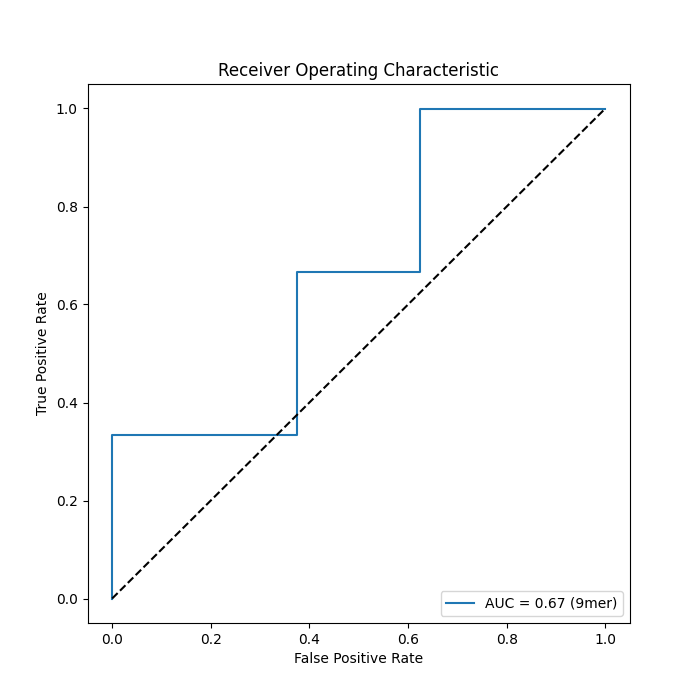 Receiver Operating Characteristic
True Positive Rate
1.0
0.8
0.6
0.4
0.2
0.0
AUC = 0.67 (9mer)
0.0 0.2 0.4 0.6 0.8 1.0
False Positive Rate